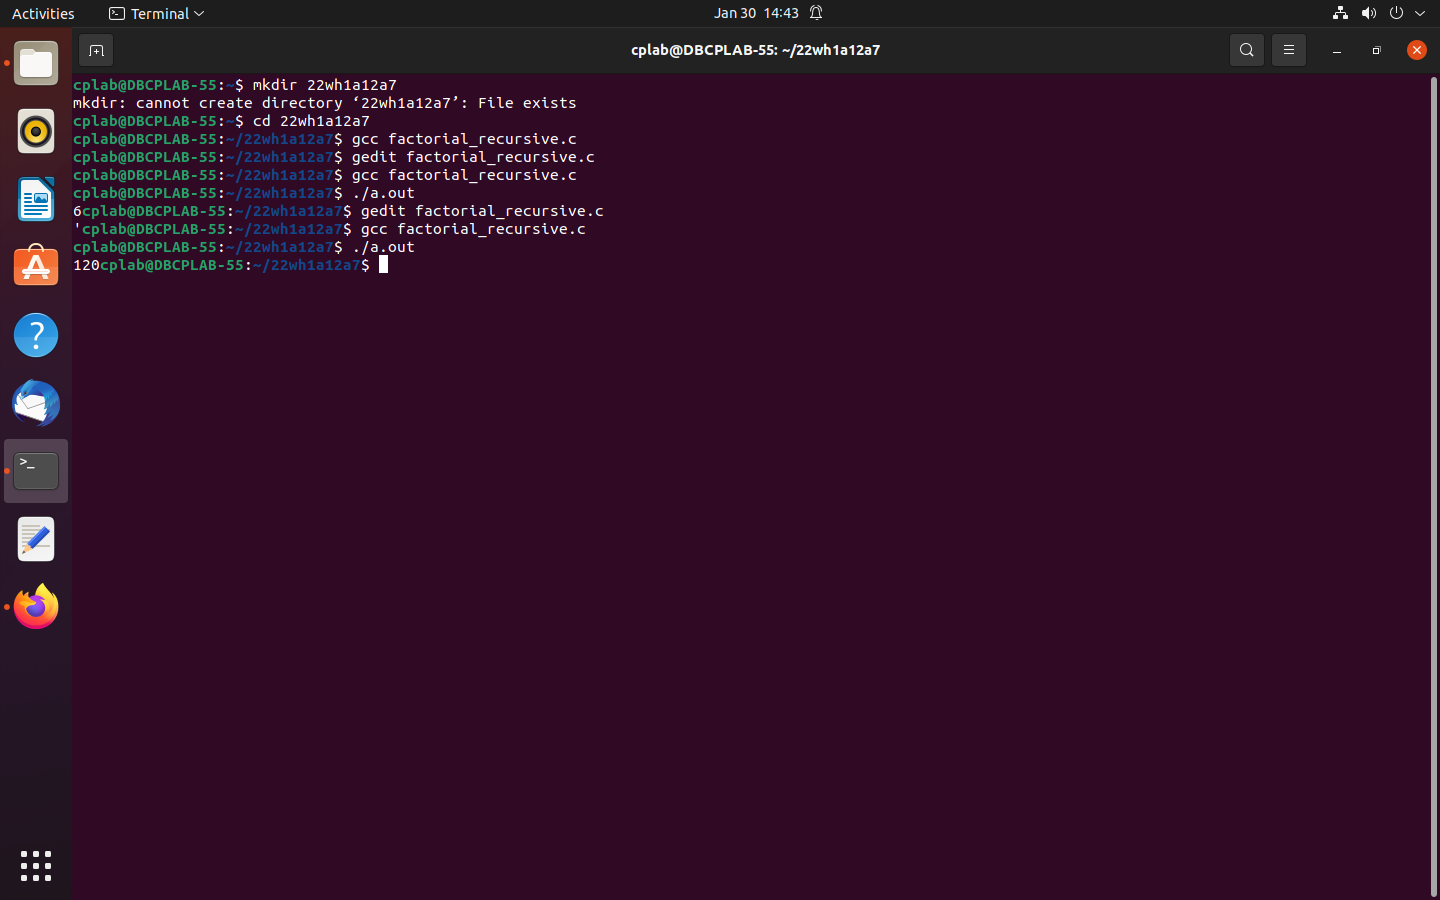 Activities
Terminal
Jan 30 14:43
cplab@DBCPLAB-55: ~/22wh1a12a7
cplab@DBCPLAB-55:~$ mkdir 22wh1a12a7
mkdir: cannot create directory ‘22wh1a12a7’: File exists
cplab@DBCPLAB-55:~$ cd 22wh1a12a7
cplab@DBCPLAB-55:~/22wh1a12a7$ gcc factorial_recursive.c
cplab@DBCPLAB-55:~/22wh1a12a7$ gedit factorial_recursive.c
cplab@DBCPLAB-55:~/22wh1a12a7$ gcc factorial_recursive.c
cplab@DBCPLAB-55:~/22wh1a12a7$ ./a.out
6cplab@DBCPLAB-55:~/22wh1a12a7$ gedit factorial_recursive.c
'cplab@DBCPLAB-55:~/22wh1a12a7$ gcc factorial_recursive.c
cplab@DBCPLAB-55:~/22wh1a12a7$ ./a.out
120cplab@DBCPLAB-55:~/22wh1a12a7$